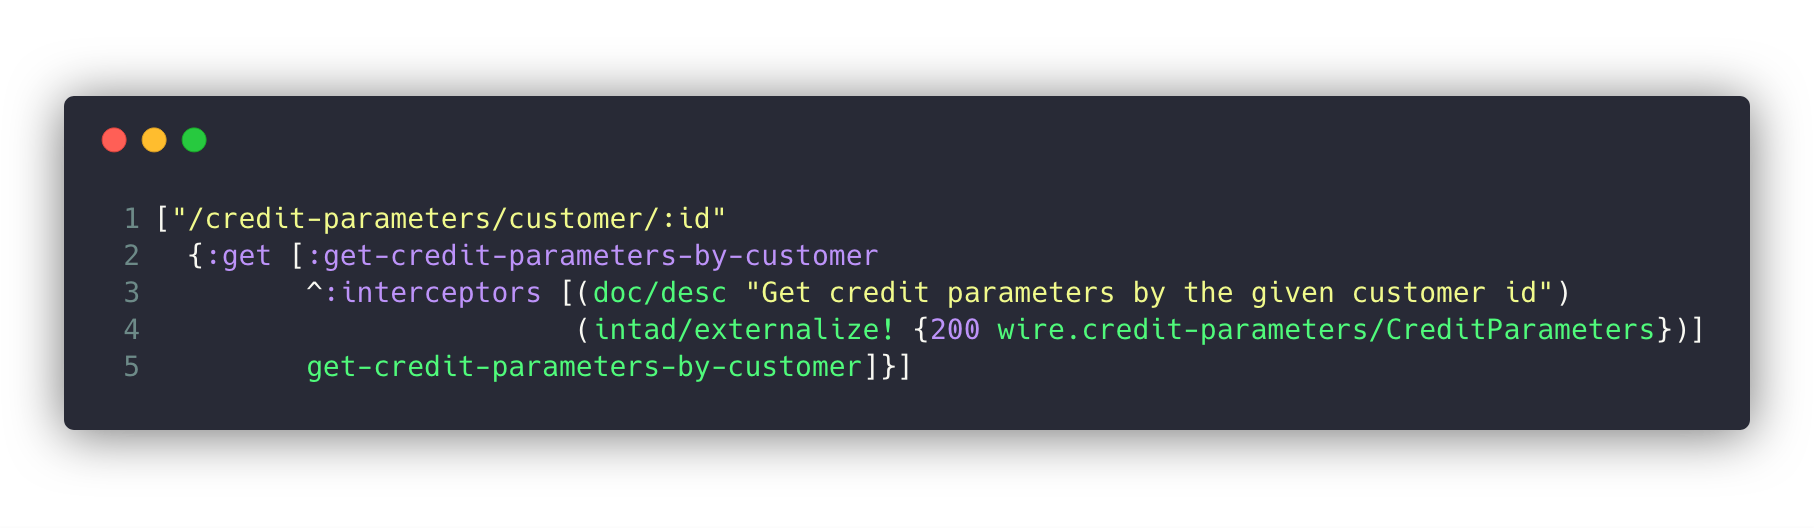 1 ["/credit-parameters/customer/:id"
2   {:get [:get-credit-parameters-by-customer
3          ^:interceptors [(doc/desc "Get credit parameters by the given customer id")
4                          (intad/externalize! {200 wire.credit-parameters/CreditParameters})]
5          get-credit-parameters-by-customer]}]